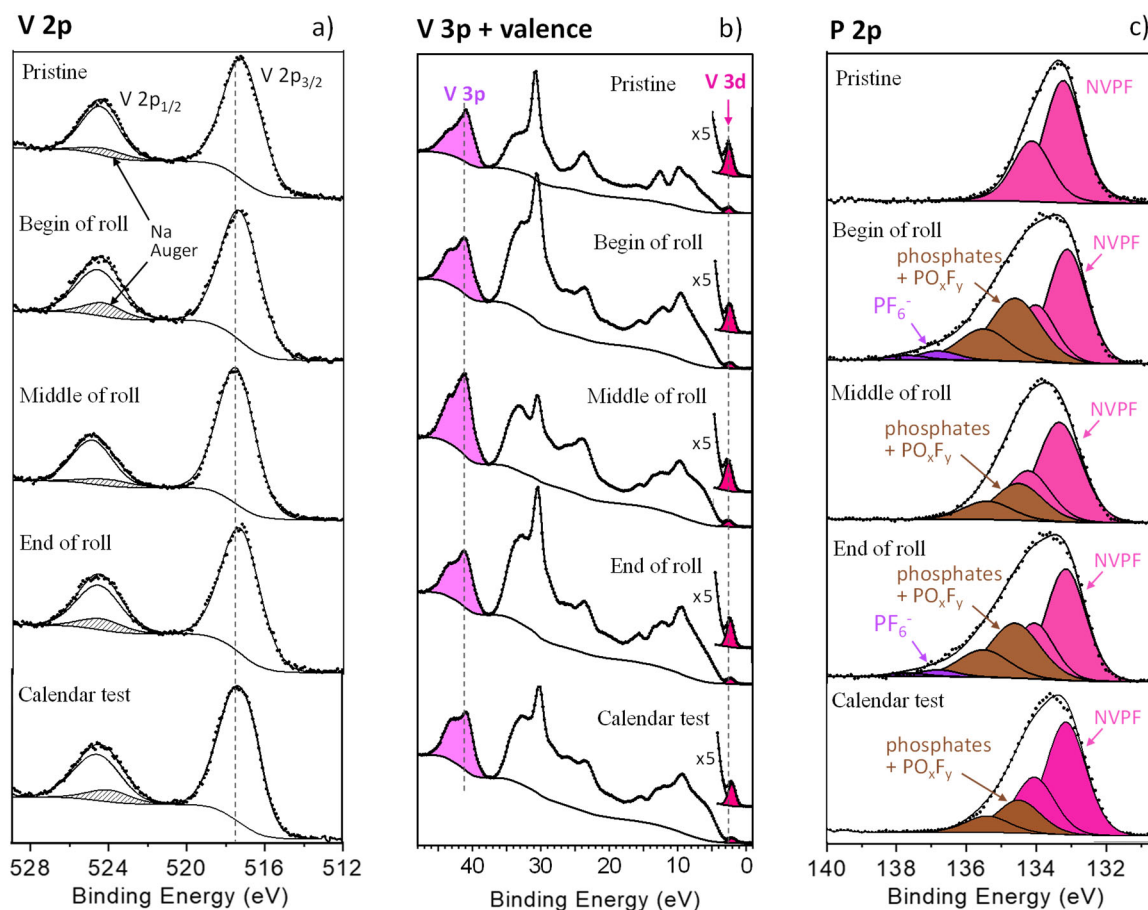 V 2p
a)
Pristine
V 2p3/2
V 2p1/2
Begin of roll
Na
Auger
Middle of roll
End of roll
Calendar test
528 524 520 516 512
Binding Energy (eV)
V 3p + valence
b)
V 3p
Pristine
V 3d
x5
Begin of roll
x5
Middle of roll
x5
End of roll
x5
Calendar test
x5
40 30 20 10 0
Binding Energy (eV)
P 2p
c)
Pristine
NVPF
Begin of roll
phosphates
+ POxFy
NVPF
PF6-
Middle of roll
phosphates
+ POxFy
NVPF
End of roll
phosphates
+ POxFy
NVPF
PF6-
Calendar test
phosphates
+ POxFy
NVPF
140 138 136 134 132
Binding Energy (eV)